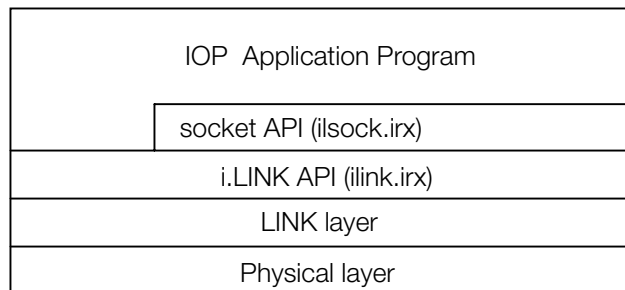 IOP Application Program
socket API (ilsock.irx)
i.LINK API (ilink.irx)
LINK layer
Physical layer